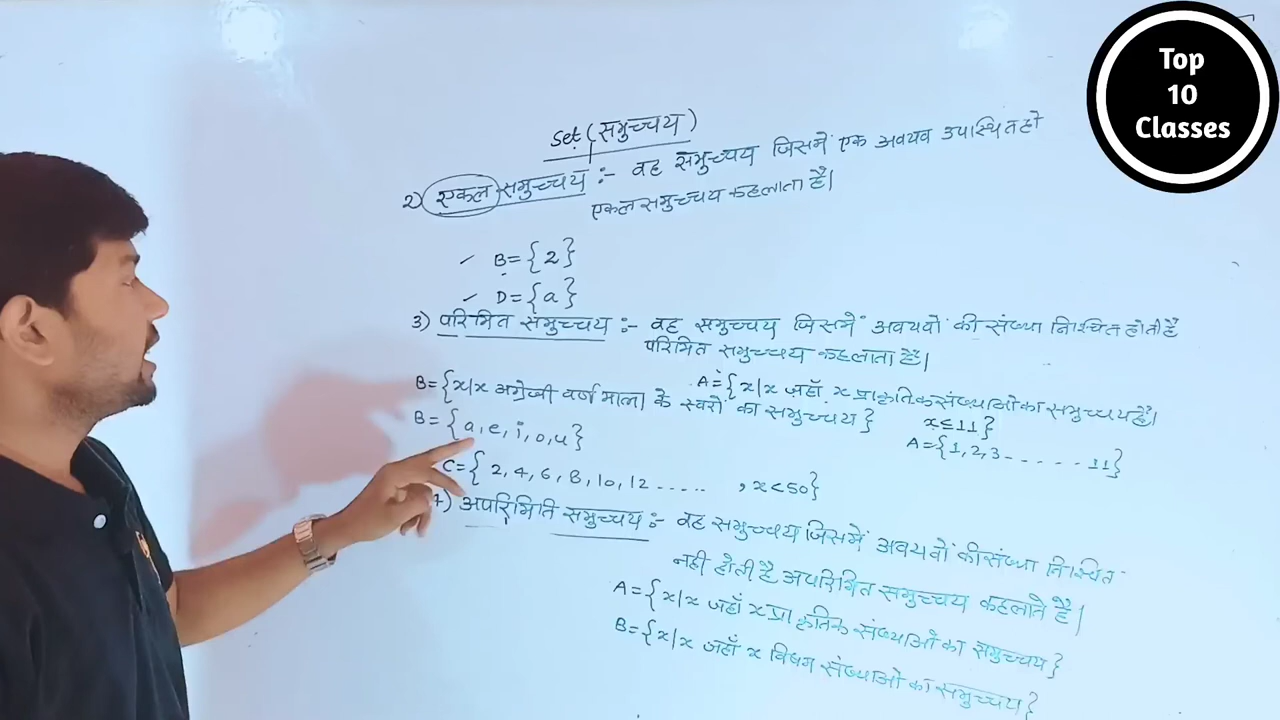 Top
10
Classes
Set (समुच्चय)
2) एकल समुच्चय :- वह समुच्चय जिसमें एक अवयव उपास्थित हो
एकल समुच्चय कहलाता है।
✓ B = {2}
✓ D = {a}
3) परिमित समुच्चय :- वह समुच्चय जिसमें अवयवों की संख्या निश्चित होती है
परिमित समुच्चय कहलाता है।
A = {x/x जहाँ x प्राकृतिक संख्याओं का समुच्चय है।
x ≤ 11}
A = {1, 2, 3 - - - - - 11}
B = {x/x अग्रेजी वर्ण माला के स्वरों का समुच्चय}
B = {a, e, i, o, u}
C = { 2, 4, 6, 8, 10, 12 ..... , x < 50}
4) अपरिमिति समुच्चय :- वह समुच्चय जिसमें अवयवों की संख्या निश्चित
नही होती है अपरिमित समुच्चय कहलाते है।
A = {x/x जहाँ x प्राकृतिक संख्याओ का समुच्चय}
B = {x/x जहाँ x विषम संख्याओ का समुच्चय}